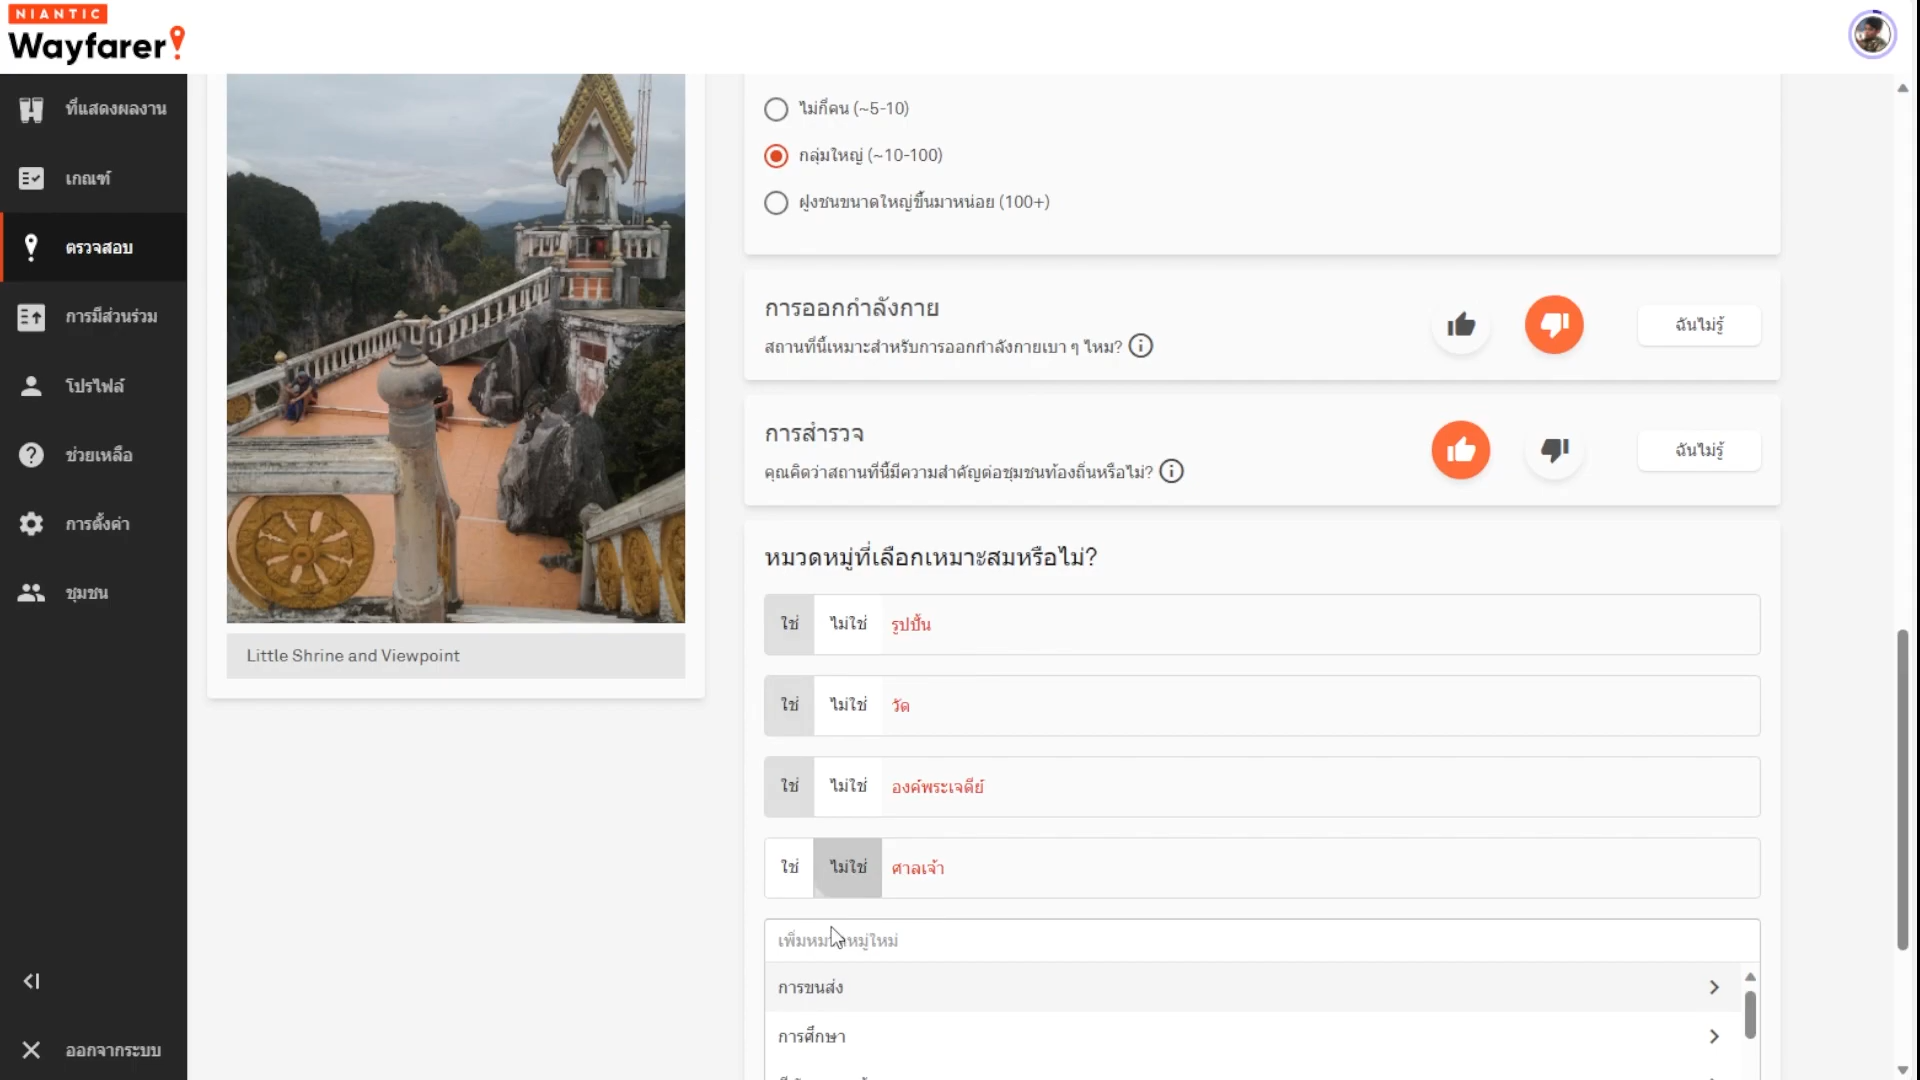 NIANTIC
Wayfarer
ที่แสดงผลงาน
เกณฑ์
ตรวจสอบ
การมีส่วนร่วม
โปรไฟล์
ช่วยเหลือ
การตั้งค่า
ชุมชน
ออกจากระบบ
Little Shrine and Viewpoint
ไม่กี่คน (~5-10)
กลุ่มใหญ่ (~10-100)
ฝูงชนขนาดใหญ่ขึ้นมาหน่อย (100+)
การออกกำลังกาย
สถานที่นี้เหมาะสำหรับการออกกำลังกายเบา ๆ ไหม?
ฉันไม่รู้
การสำรวจ
คุณคิดว่าสถานที่นี้มีความสำคัญต่อชุมชนท้องถิ่นหรือไม่?
ฉันไม่รู้
หมวดหมู่ที่เลือกเหมาะสมหรือไม่?
ใช่ ไม่ใช่ รูปปั้น
ใช่ ไม่ใช่ วัด
ใช่ ไม่ใช่ องค์พระเจดีย์
ใช่ ไม่ใช่ ศาลเจ้า
เพิ่มหมวดหมู่ใหม่
การขนส่ง
การศึกษา